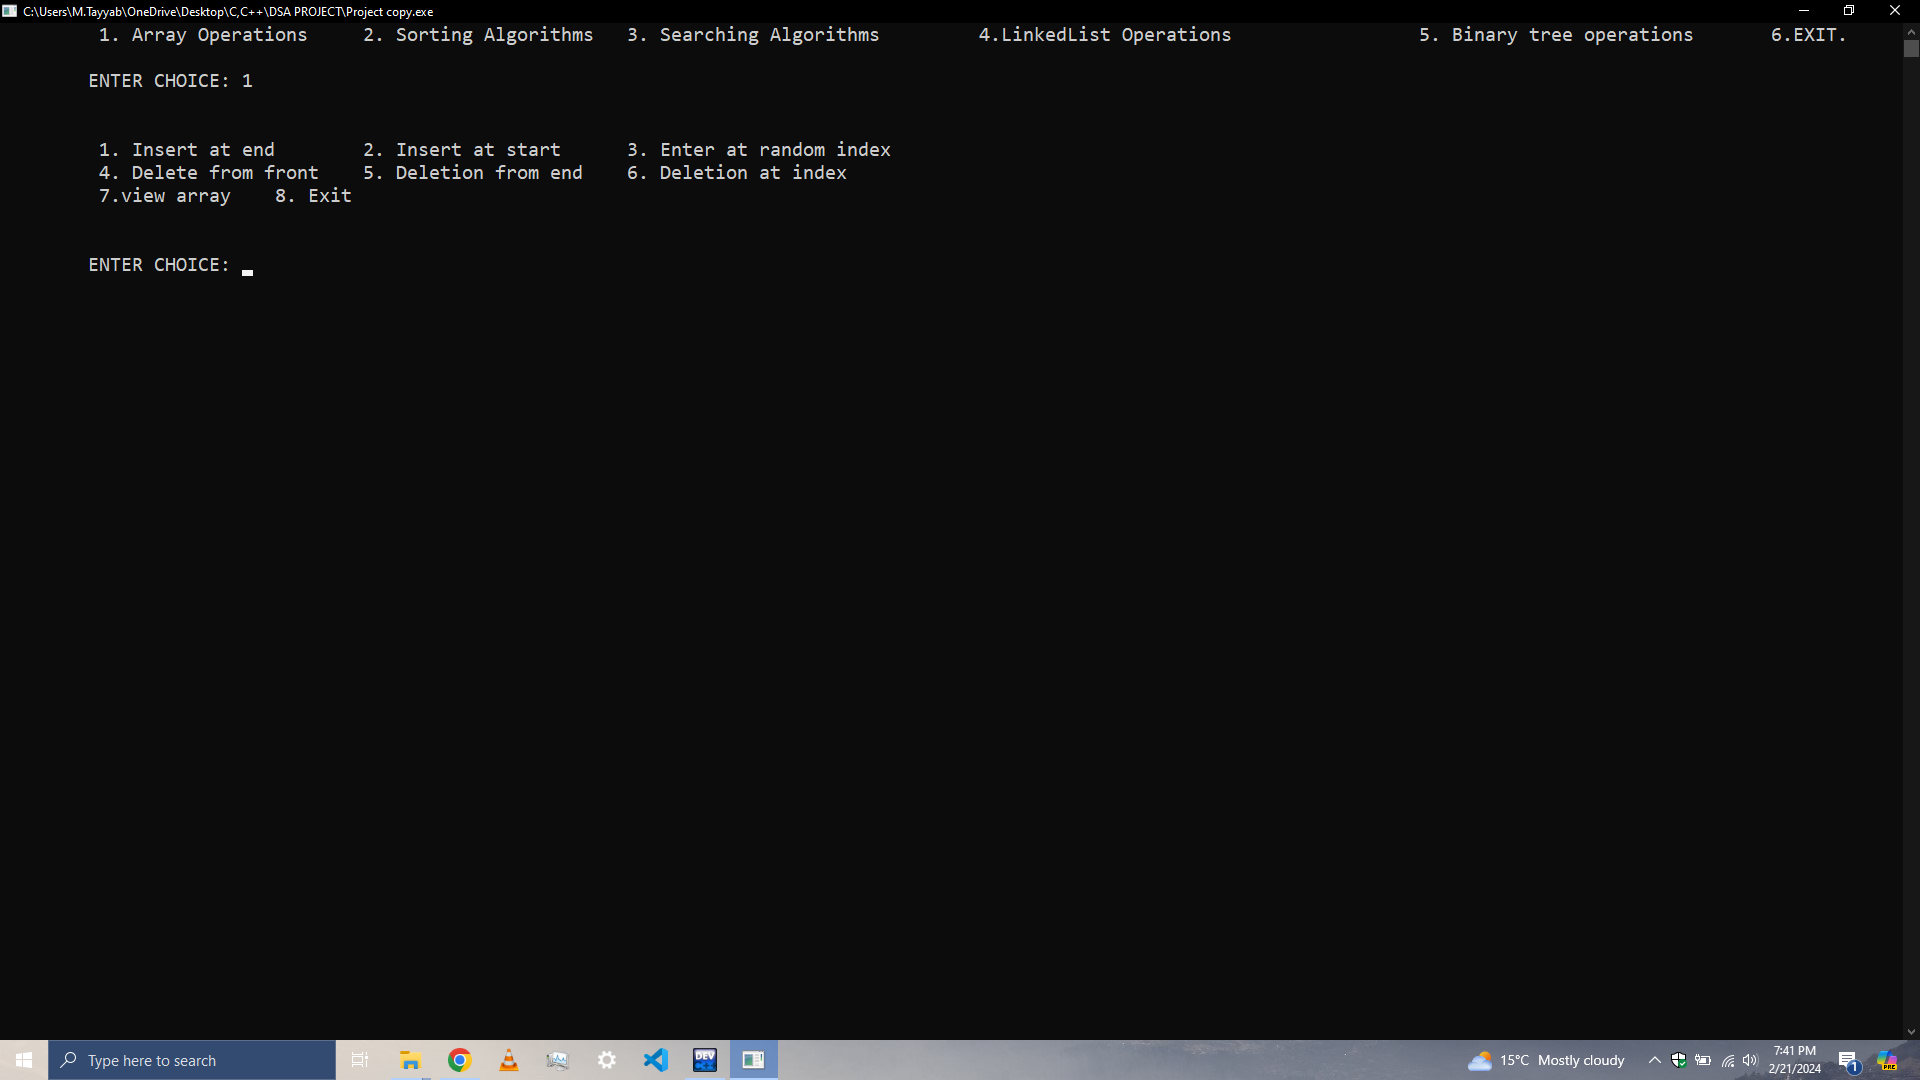 C:\Users\M.Tayyab\OneDrive\Desktop\C,C++\DSA PROJECT\Project copy.exe
1. Array Operations 2. Sorting Algorithms 3. Searching Algorithms 4.LinkedList Operations 5. Binary tree operations 6.EXIT.
ENTER CHOICE: 1
1. Insert at end 2. Insert at start 3. Enter at random index
4. Delete from front 5. Deletion from end 6. Deletion at index
7.view array 8. Exit
ENTER CHOICE:
Type here to search
DEV
15°C Mostly cloudy
7:41 PM
2/21/2024
1
PRE